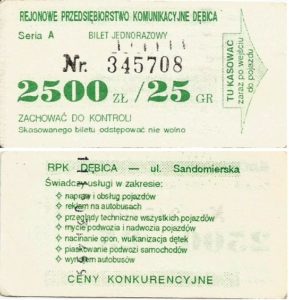 REJONOWE PRZEDSIĘBIORSTWO KOMUNIKACYJNE DĘBICA
Seria A BILET JEDNORAZOWY
Nr. 345708
2500 ZŁ / 25 GR
ZACHOWAĆ DO KONTROLI
Skasowanego biletu odstępować nie wolno
TU KASOWAĆ
zaraz po wejściu
do pojazdu
RPK DĘBICA — ul. Sandomierska
Świadczy usługi w zakresie:
napraw i obsług pojazdów
reklam na autobusach
przeglądy techniczne wszystkich pojazdów
mycie podwozia i nadwozia pojazdów
nacinanie opon, wulkanizacja dętek
piaskowanie podwozi samochodów
wynajem autobusów
CENY KONKURENCYJNE